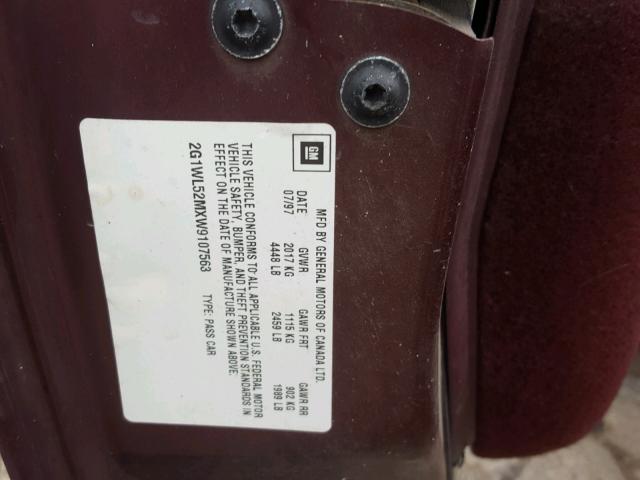 GM
MFD BY GENERAL MOTORS OF CANADA LTD.
DATE GVWR GAWR FRT GAWR RR
07/97 2017 KG 1115 KG 902 KG
4448 LB 2459 LB 1989 LB
THIS VEHICLE CONFORMS TO ALL APPLICABLE U.S. FEDERAL MOTOR
VEHICLE SAFETY, BUMPER, AND THEFT PREVENTION STANDARDS IN
EFFECT ON THE DATE OF MANUFACTURE SHOWN ABOVE.
2G1WL52MXW9107563 TYPE: PASS CAR